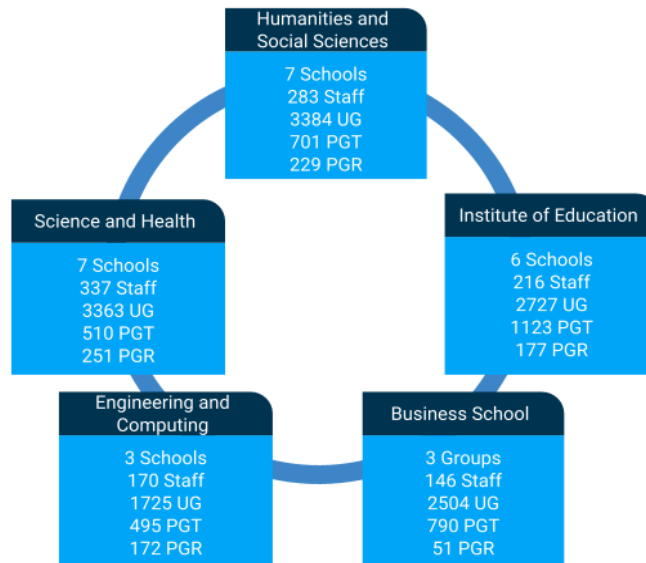 Humanities and
Social Sciences
7 Schools
283 Staff
3384 UG
701 PGT
229 PGR
Science and Health
7 Schools
337 Staff
3363 UG
510 PGT
251 PGR
Institute of Education
6 Schools
216 Staff
2727 UG
1123 PGT
177 PGR
Engineering and
Computing
3 Schools
170 Staff
1725 UG
495 PGT
172 PGR
Business School
3 Groups
146 Staff
2504 UG
790 PGT
51 PGR